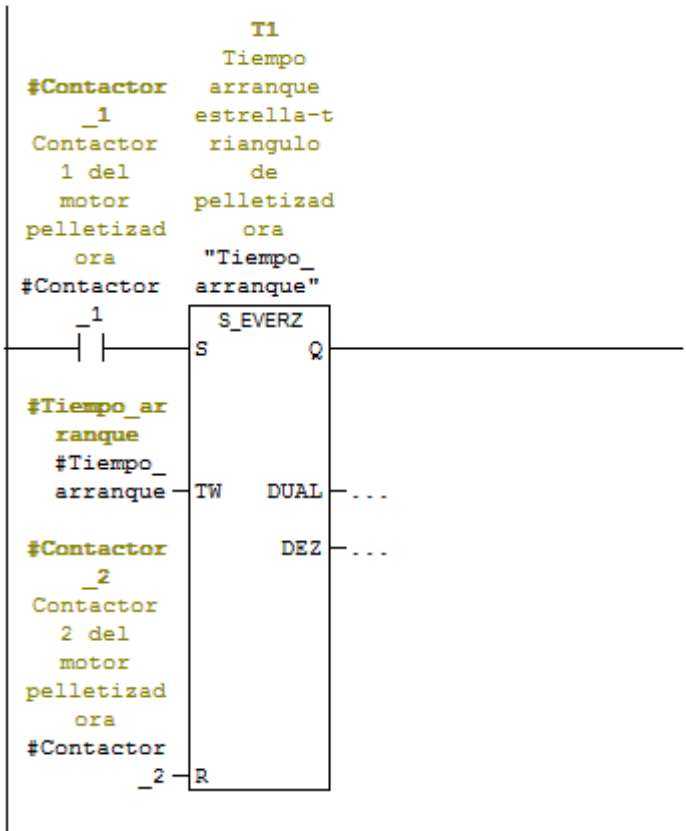 T1
Tiempo
arranque
estrella-t
riangulo
de
pelletizad
ora
"Tiempo_
arranque"
#Contactor
_1
Contactor
1 del
motor
pelletizad
ora
#Contactor
_1
S_EVERZ
S
Q
#Tiempo_ar
ranque
#Tiempo_
arranque
TW
DUAL
...
#Contactor
_2
Contactor
2 del
motor
pelletizad
ora
#Contactor
_2
DEZ
...
R